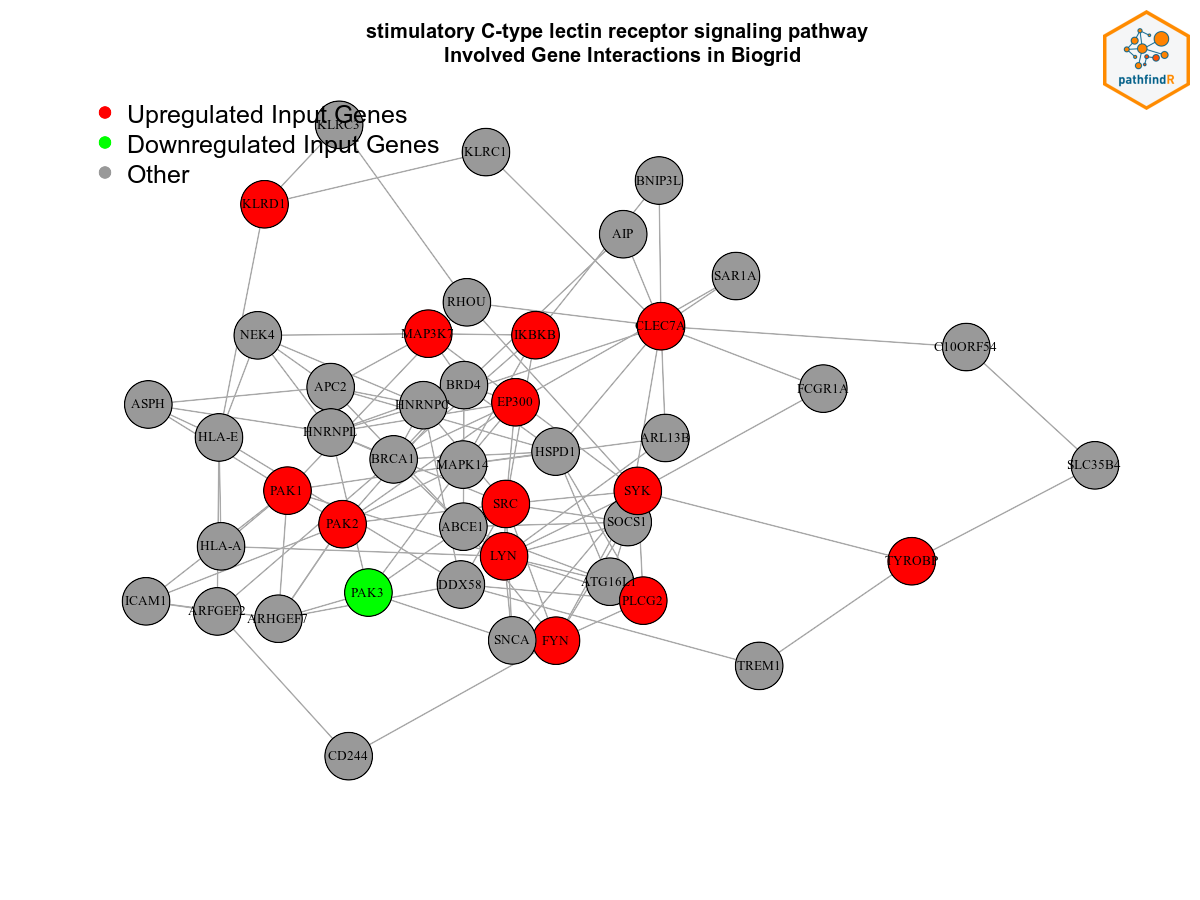 stimulatory C-type lectin receptor signaling pathway
Involved Gene Interactions in Biogrid
pathfindR
Upregulated Input Genes
Downregulated Input Genes
Other
KLRC3
KLRC1
BNIP3L
KLRD1
AIP
SAR1A
RHOU
NEK4
MAP3K7
IKBKB
CLEC7A
C10ORF54
APC2
BRD4
FCGR1A
ASPH
HNRNPC
EP300
HNRNPL
HLA-E
ARL13B
BRCA1
MAPK14
HSPD1
SLC35B4
PAK1
SYK
SRC
PAK2
ABCE1
SOCS1
HLA-A
LYN
TYROBP
PAK3
DDX58
ATG16L1
ICAM1
ARFGEF2
ARHGEF7
PLCG2
SNCA
FYN
TREM1
CD244